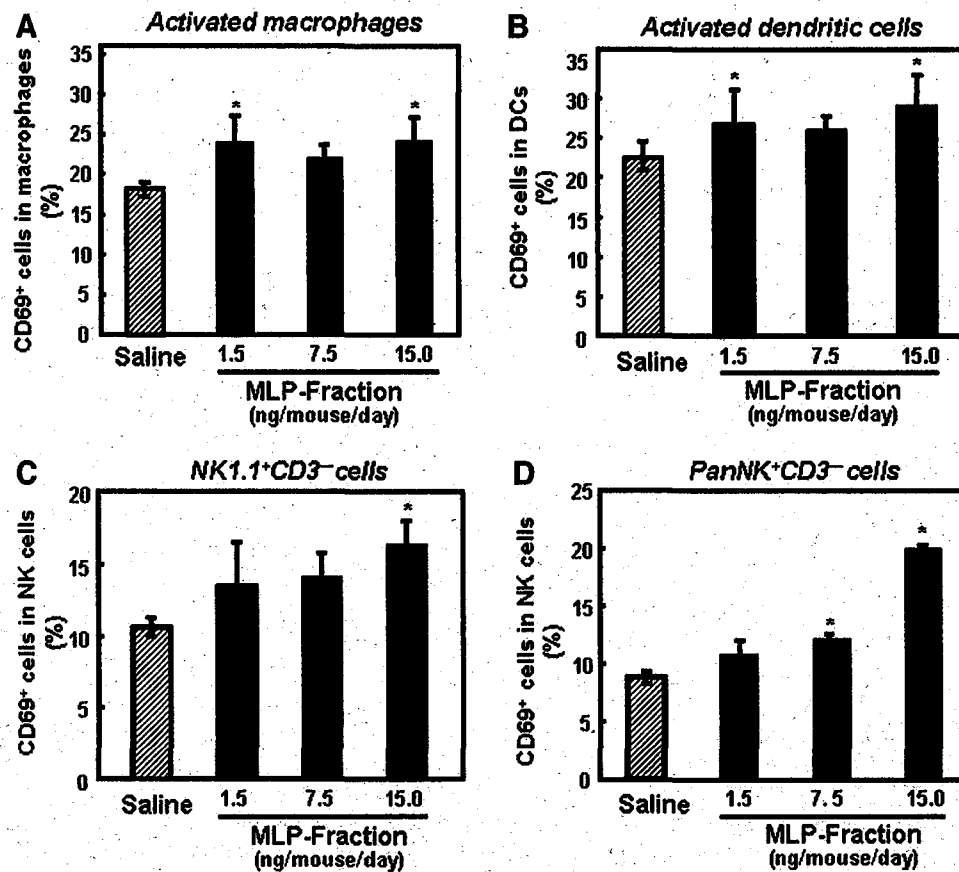 A Activated macrophages
CD69⁺ cells in macrophages
(%)
35
30
25
20
15
10
5
0
* *
Saline 1.5 7.5 15.0
MLP-Fraction
(ng/mouse/day)
B Activated dendritic cells
CD69⁺ cells in DCs
(%)
35
30
25
20
15
10
5
0
* *
Saline 1.5 7.5 15.0
MLP-Fraction
(ng/mouse/day)
C NK1.1⁺CD3⁻ cells
CD69⁺ cells in NK cells
(%)
20
15
10
5
0
*
Saline 1.5 7.5 15.0
MLP-Fraction
(ng/mouse/day)
D PanNK⁺CD3⁻ cells
CD69⁺ cells in NK cells
(%)
25
20
15
10
5
0
* *
Saline 1.5 7.5 15.0
MLP-Fraction
(ng/mouse/day)